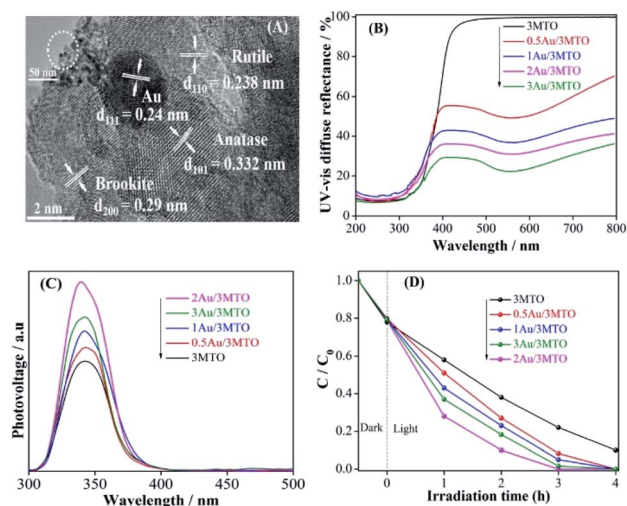 (A)
Rutile
50 nm
d110 = 0.238 nm
Au
d111 = 0.24 nm
Anatase
d101 = 0.332 nm
Brookite
d200 = 0.29 nm
2 nm
(B)
UV-vis diffuse reflectance / %
100
80
60
40
20
0
3MTO
0.5Au/3MTO
1Au/3MTO
2Au/3MTO
3Au/3MTO
200 300 400 500 600 700 800
Wavelength / nm
(C)
Photovoltage / a.u
2Au/3MTO
3Au/3MTO
1Au/3MTO
0.5Au/3MTO
3MTO
300 350 400 450 500
Wavelength / nm
(D)
C / C0
1.0
0.8
0.6
0.4
0.2
0.0
3MTO
0.5Au/3MTO
1Au/3MTO
3Au/3MTO
2Au/3MTO
Dark Light
0 1 2 3 4
Irradiation time (h)